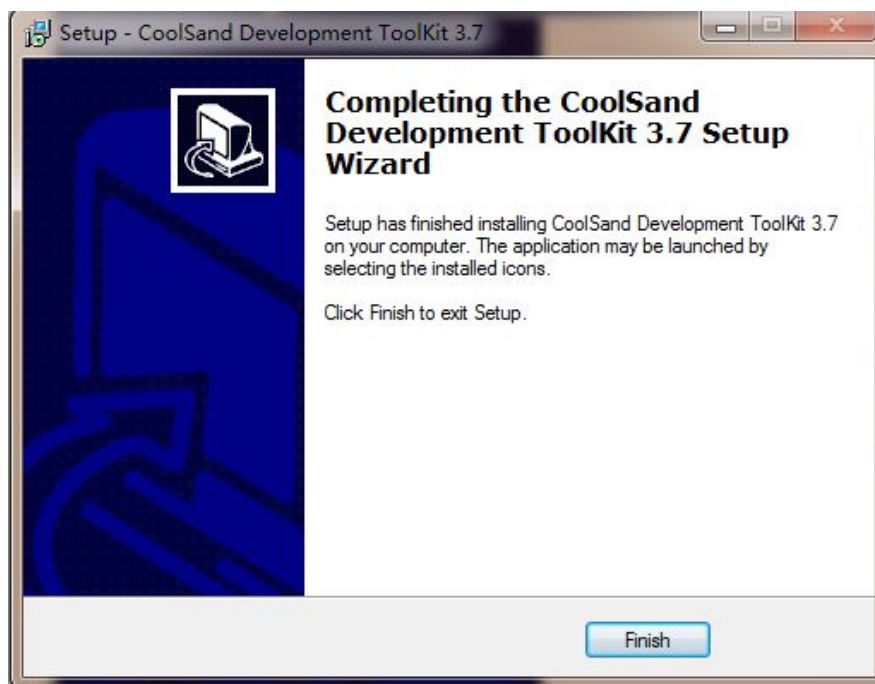 Setup - CoolSand Development ToolKit 3.7
Completing the CoolSand
Development ToolKit 3.7 Setup
Wizard
Setup has finished installing CoolSand Development ToolKit 3.7
on your computer. The application may be launched by
selecting the installed icons.
Click Finish to exit Setup.
Finish